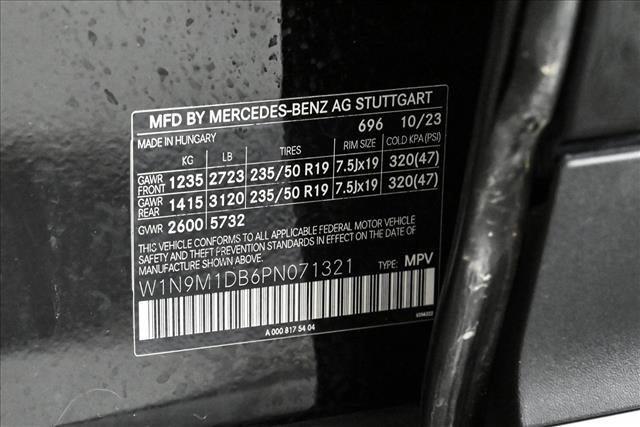 MFD BY MERCEDES-BENZ AG STUTTGART
MADE IN HUNGARY 696 10/23
KG LB TIRES RIM SIZE COLD KPA (PSI)
GAWR FRONT 1235 2723 235/50 R19 7.5Jx19 320(47)
GAWR REAR 1415 3120 235/50 R19 7.5Jx19 320(47)
GVWR 2600 5732
THIS VEHICLE CONFORMS TO ALL APPLICABLE FEDERAL MOTOR VEHICLE
SAFETY AND THEFT PREVENTION STANDARDS IN EFFECT ON THE DATE OF
MANUFACTURE SHOWN ABOVE.
W1N9M1DB6PN071321 TYPE: MPV
A 000 817 54 04